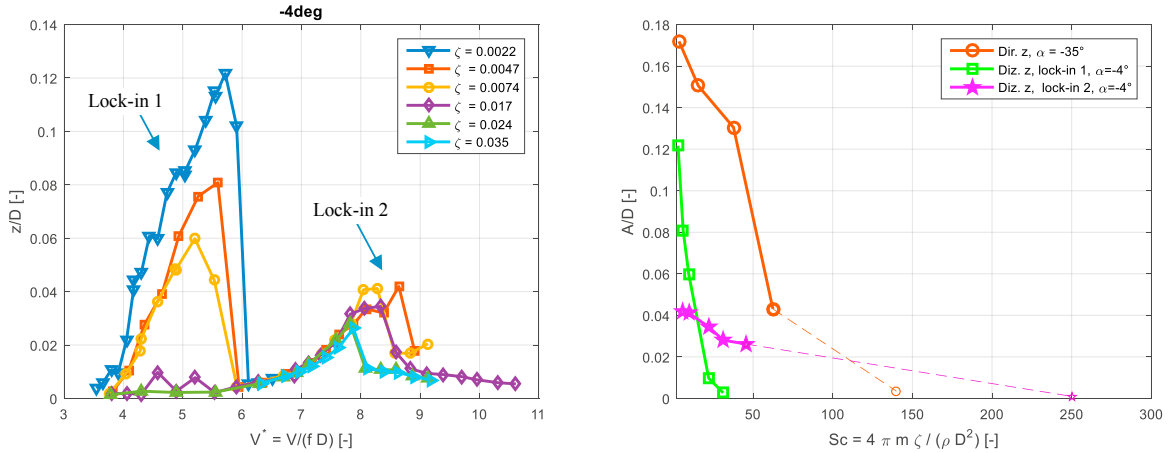 -4deg
0.14
0.12
0.1
0.08
0.06
0.04
0.02
0
3
4
5
6
7
8
9
10
11
z/D [-]
V* = V/(f D) [-]
Lock-in 1
Lock-in 2
ζ = 0.0022
ζ = 0.0047
ζ = 0.0074
ζ = 0.017
ζ = 0.024
ζ = 0.035
0.18
0.16
0.14
0.12
0.1
0.08
0.06
0.04
0.02
0
50
100
150
200
250
300
A/D [-]
Sc = 4 π m ζ / (ρ D²) [-]
Dir. z, α = -35°
Diz. z, lock-in 1, α=-4°
Diz. z, lock-in 2, α=-4°